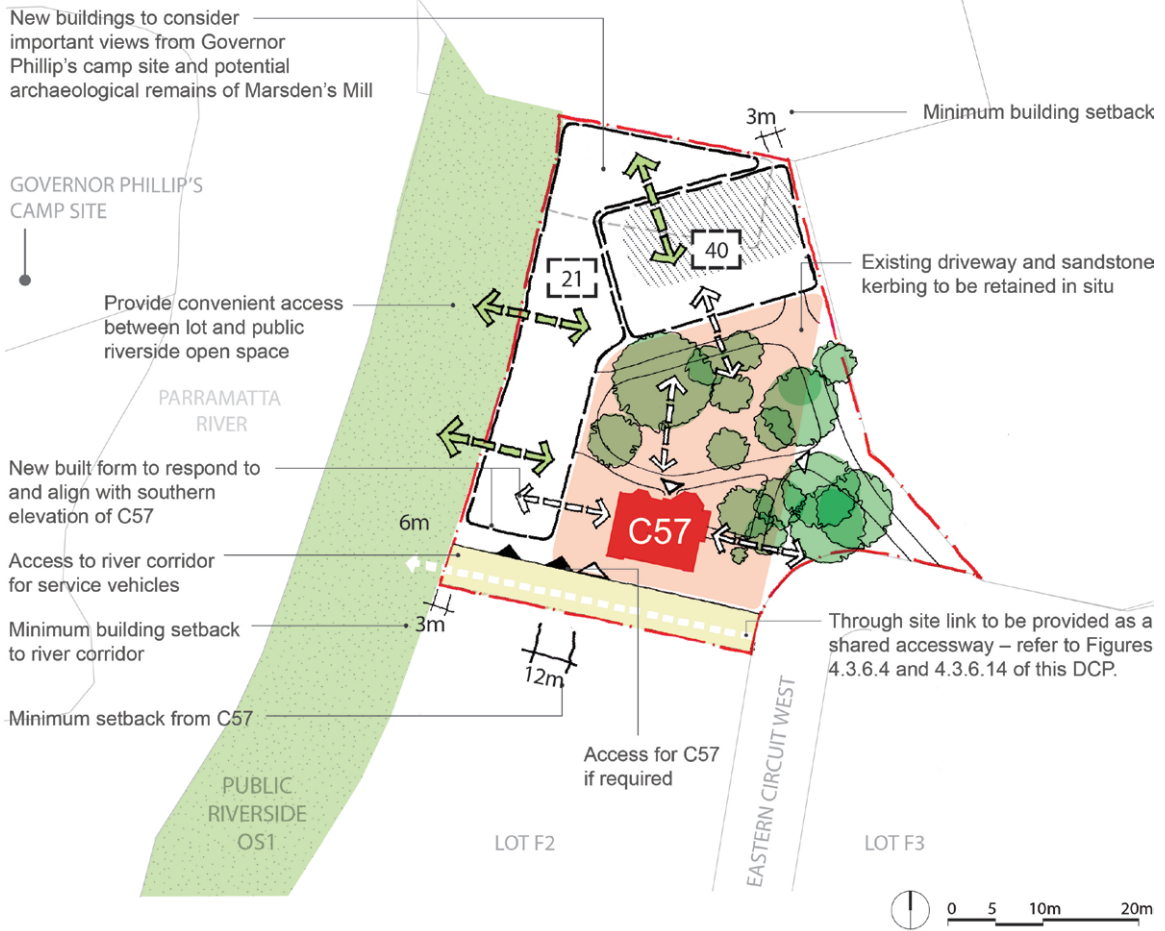 New buildings to consider
important views from Governor
Phillip's camp site and potential
archaeological remains of Marsden's Mill
3m
Minimum building setback
GOVERNOR PHILLIP'S
CAMP SITE
40
21
Existing driveway and sandstone
kerbing to be retained in situ
Provide convenient access
between lot and public
riverside open space
PARRAMATTA
RIVER
New built form to respond to
and align with southern
elevation of C57
6m
C57
Access to river corridor
for service vehicles
Minimum building setback
to river corridor
3m
Through site link to be provided as a
shared accessway – refer to Figures
4.3.6.4 and 4.3.6.14 of this DCP.
12m
Minimum setback from C57
Access for C57
if required
EASTERN CIRCUIT WEST
PUBLIC
RIVERSIDE
OS1
LOT F2
LOT F3
0 5 10m 20m